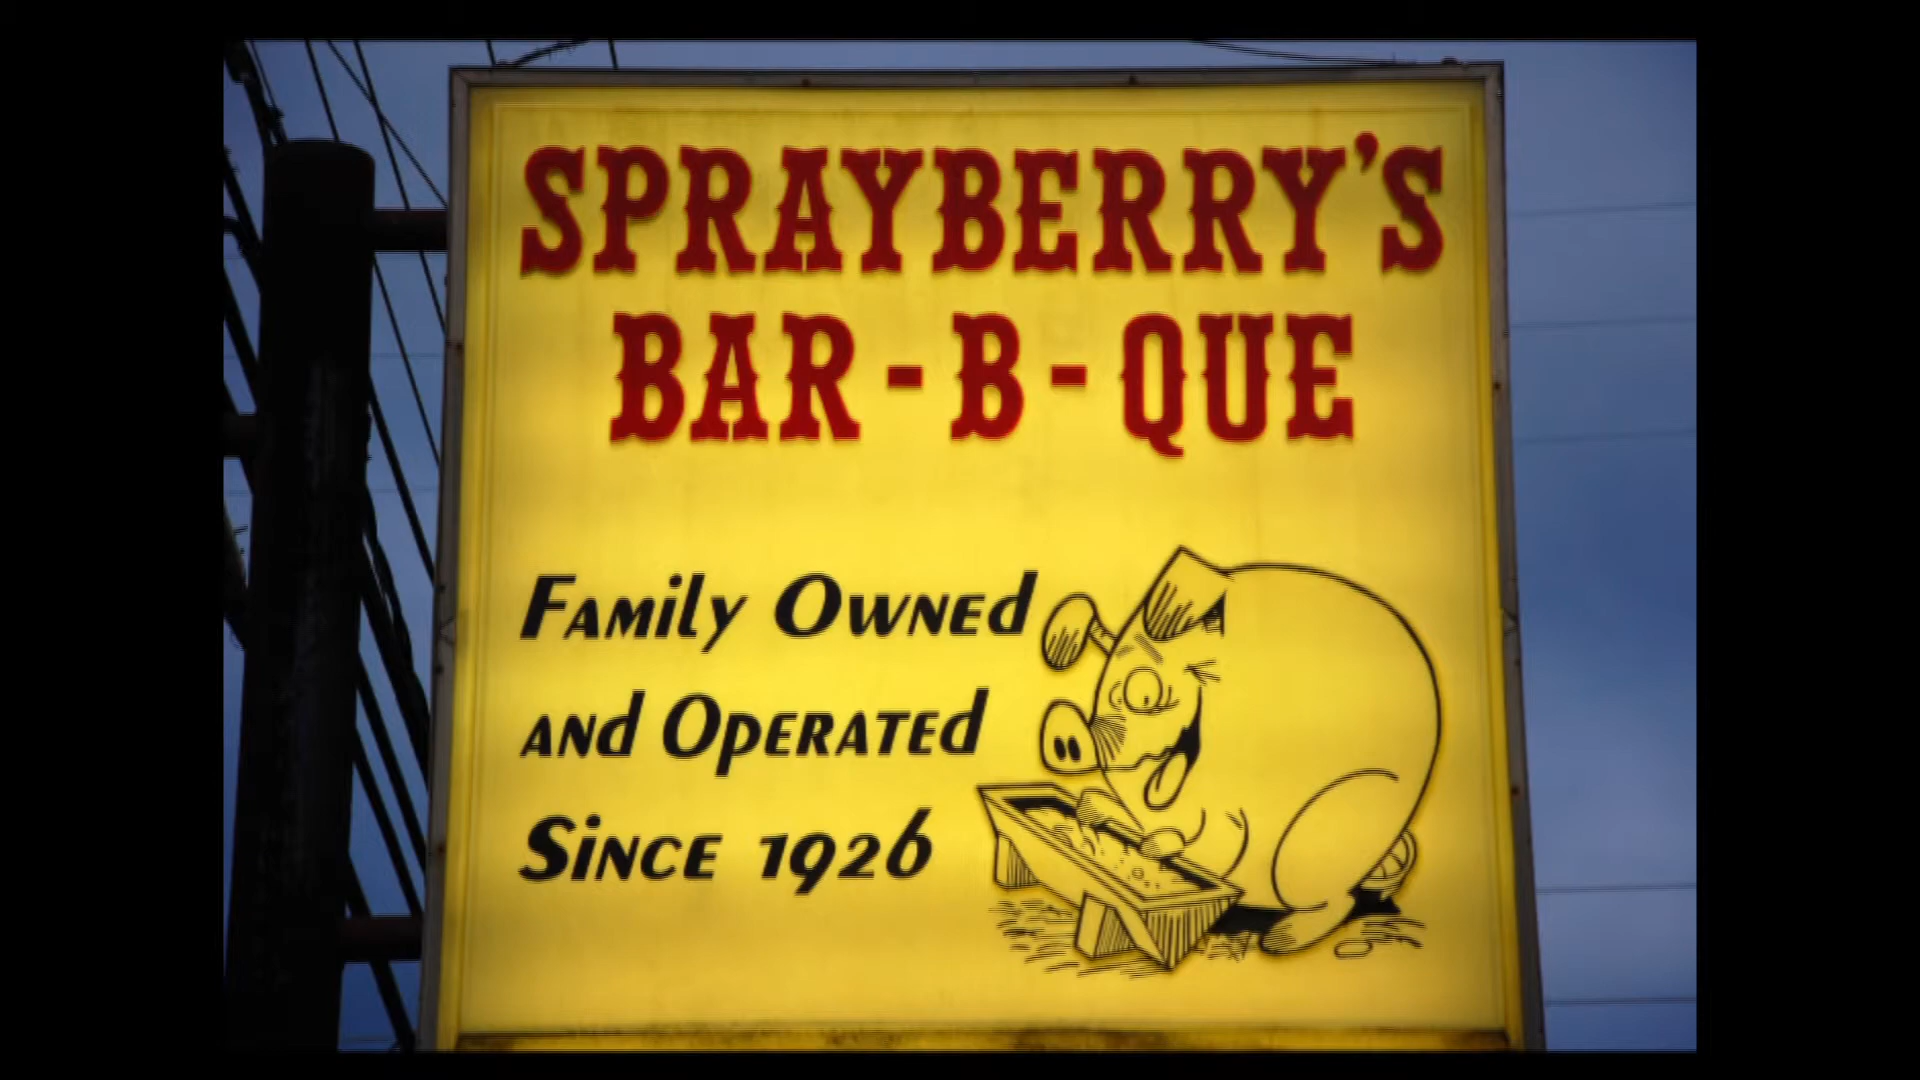 SPRAYBERRY'S
BAR-B-QUE
FAMily OWNEd
ANd OpERATEd
SiNCE 1926